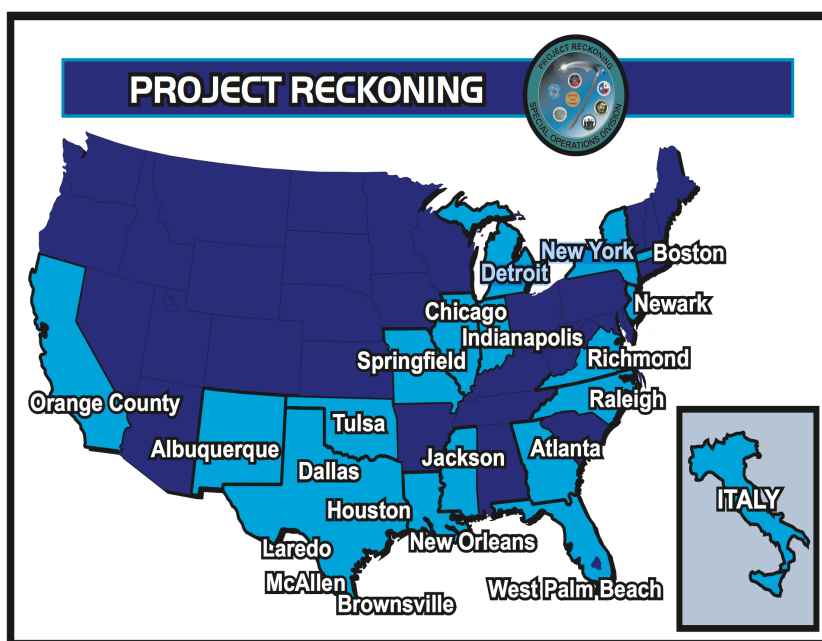 PROJECT RECKONING
PROJECT RECKONING
SPECIAL OPERATIONS DIVISION
New York
Boston
Detroit
Newark
Chicago
Indianapolis
Springfield
Richmond
Raleigh
Orange County
Tulsa
Albuquerque
Jackson
Atlanta
Dallas
Houston
ITALY
New Orleans
Laredo
McAllen
West Palm Beach
Brownsville